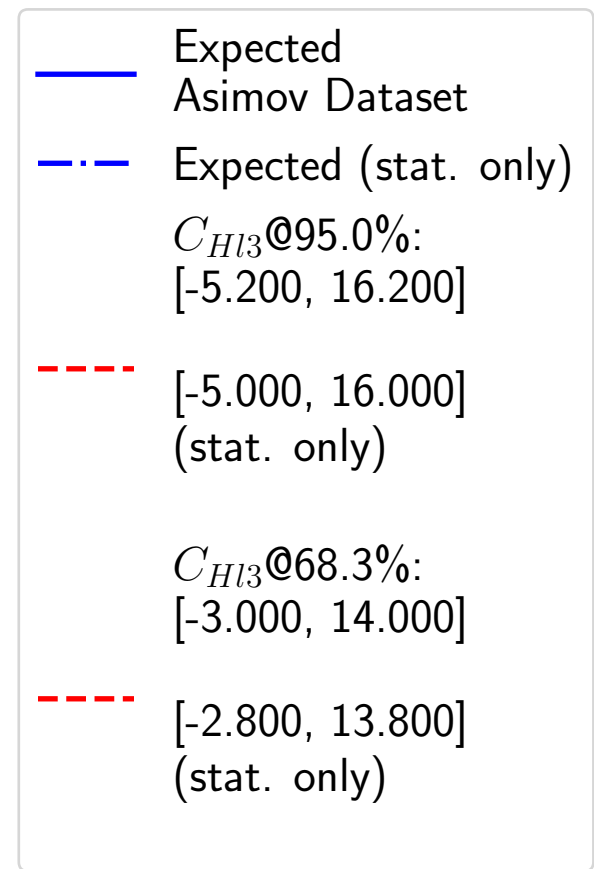 Expected
Asimov Dataset
Expected (stat. only)
$C_{Hl3}$@95.0%:
[-5.200, 16.200]
[-5.000, 16.000]
(stat. only)
$C_{Hl3}$@68.3%:
[-3.000, 14.000]
[-2.800, 13.800]
(stat. only)